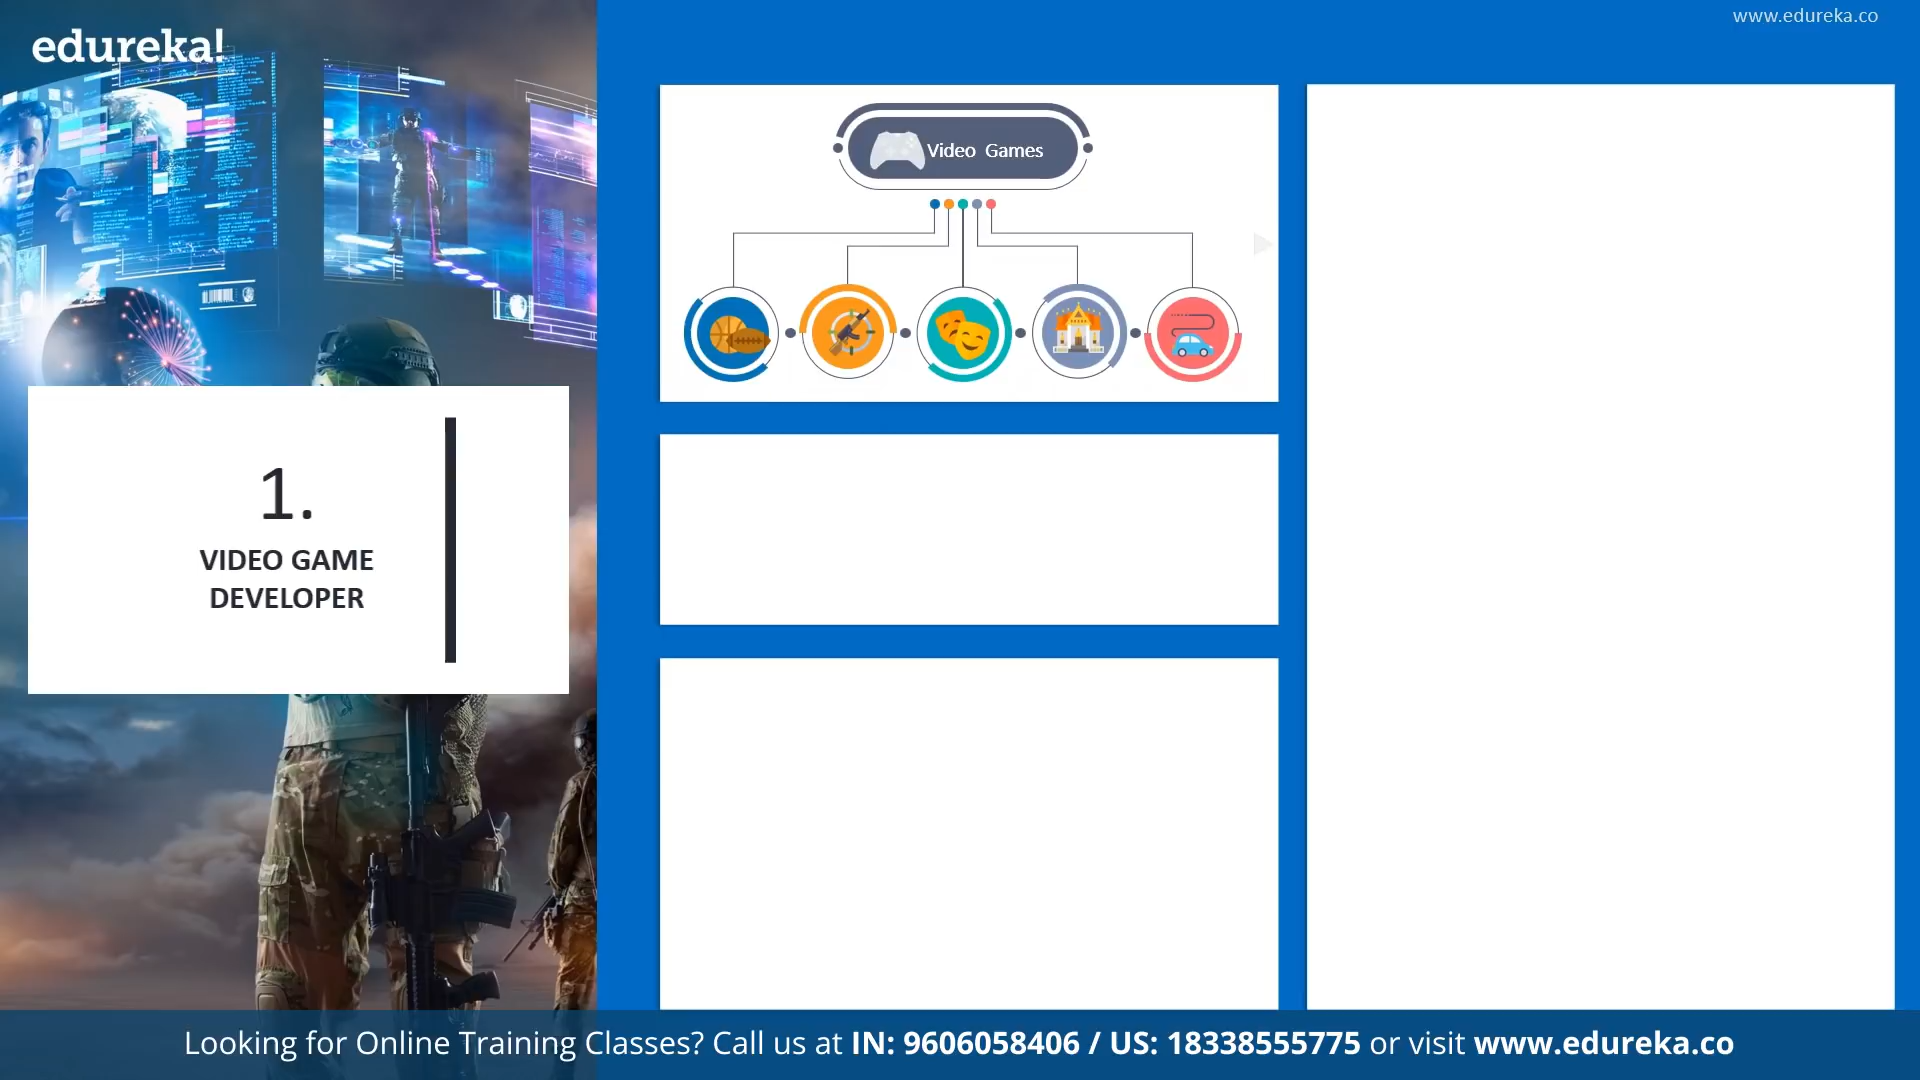 edureka!
www.edureka.co
Video Games
1.
VIDEO GAME
DEVELOPER
Looking for Online Training Classes? Call us at IN: 9606058406 / US: 18338555775 or visit www.edureka.co